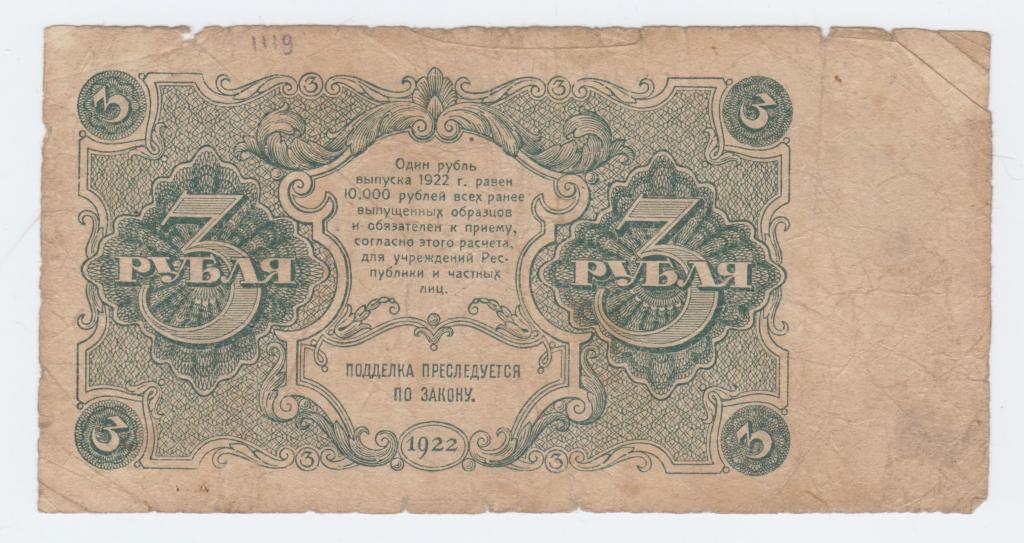 1119
3 3 3 3
Один рубль
выпуска 1922 г. равен
10.000 рублей всех ранее
выпущенных образцов
и обязателен к приему,
согласно этого расчета,
для учреждений Рес-
публики и частных
лиц.
3 РУБЛЯ
3 РУБЛЯ
ПОДДЕЛКА ПРЕСЛЕДУЕТСЯ
ПО ЗАКОНУ.
3 3 1922 3 3